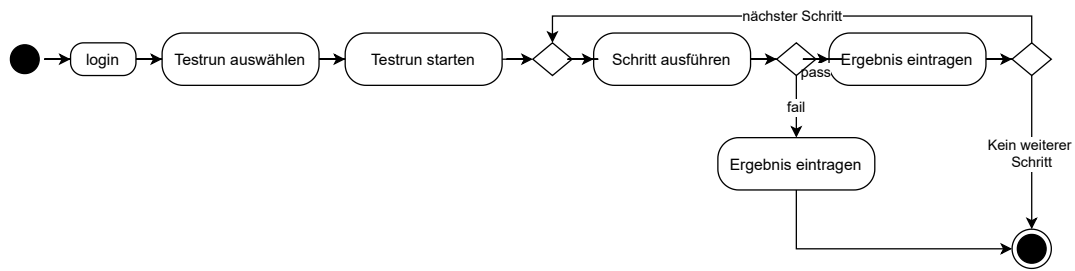 nächster Schritt
login
Testrun auswählen
Testrun starten
Schritt ausführen
pass
Ergebnis eintragen
fail
Ergebnis eintragen
Kein weiterer
Schritt